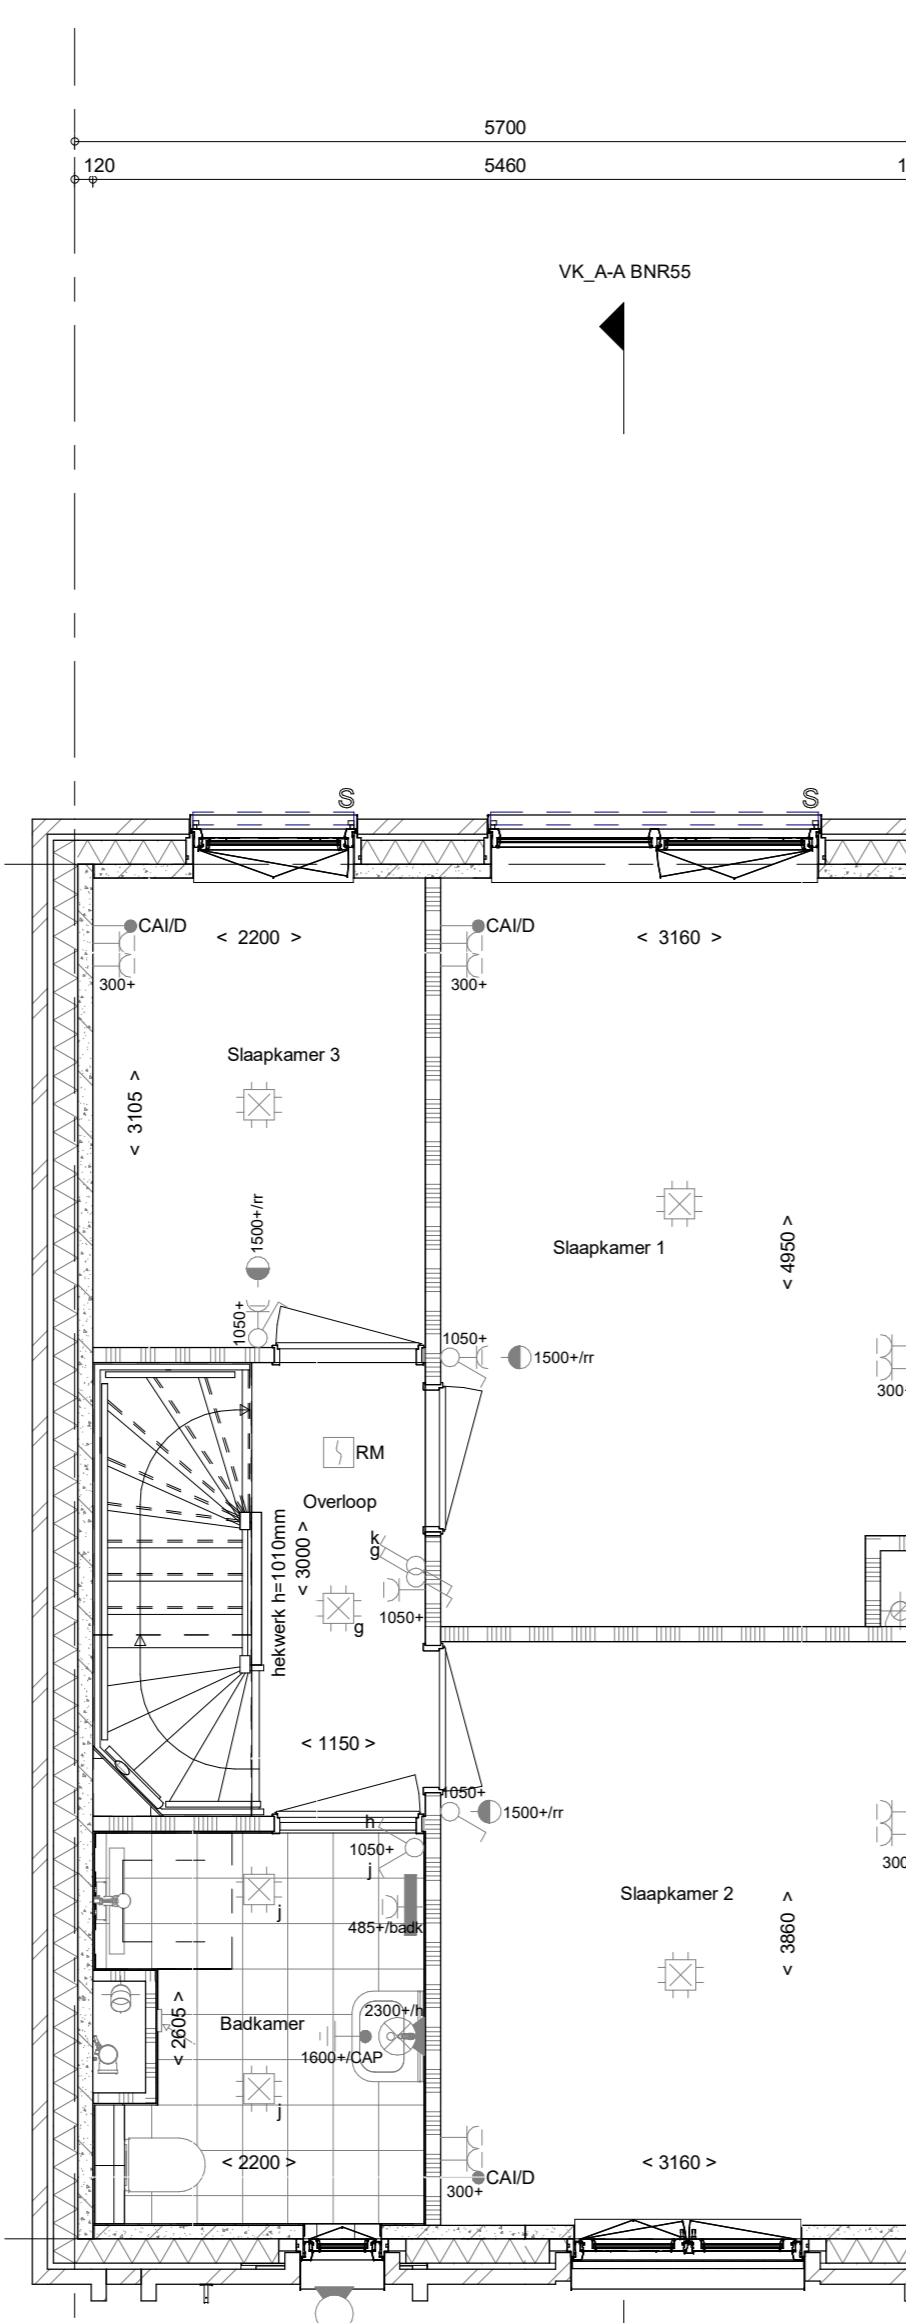 5700
120
5460
1
VK_A-A BNR55
S
S
CAI/D
< 2200 >
CAI/D
< 3160 >
300+
300+
Slaapkamer 3
< 3105 >
1500+/rr
Slaapkamer 1
< 4950 >
1050+
1050+
1500+/rr
300+
RM
Overloop
hekwerk h=1010mm
< 3000 >
k
g
1050+
g
< 1150 >
1050+
1500+/rr
h
1050+
j
300
Slaapkamer 2
j
485+/badk
< 3860 >
2300+/h
< 2605 >
Badkamer
1600+/CAP
j
< 2200 >
< 3160 >
CAI/D
300+